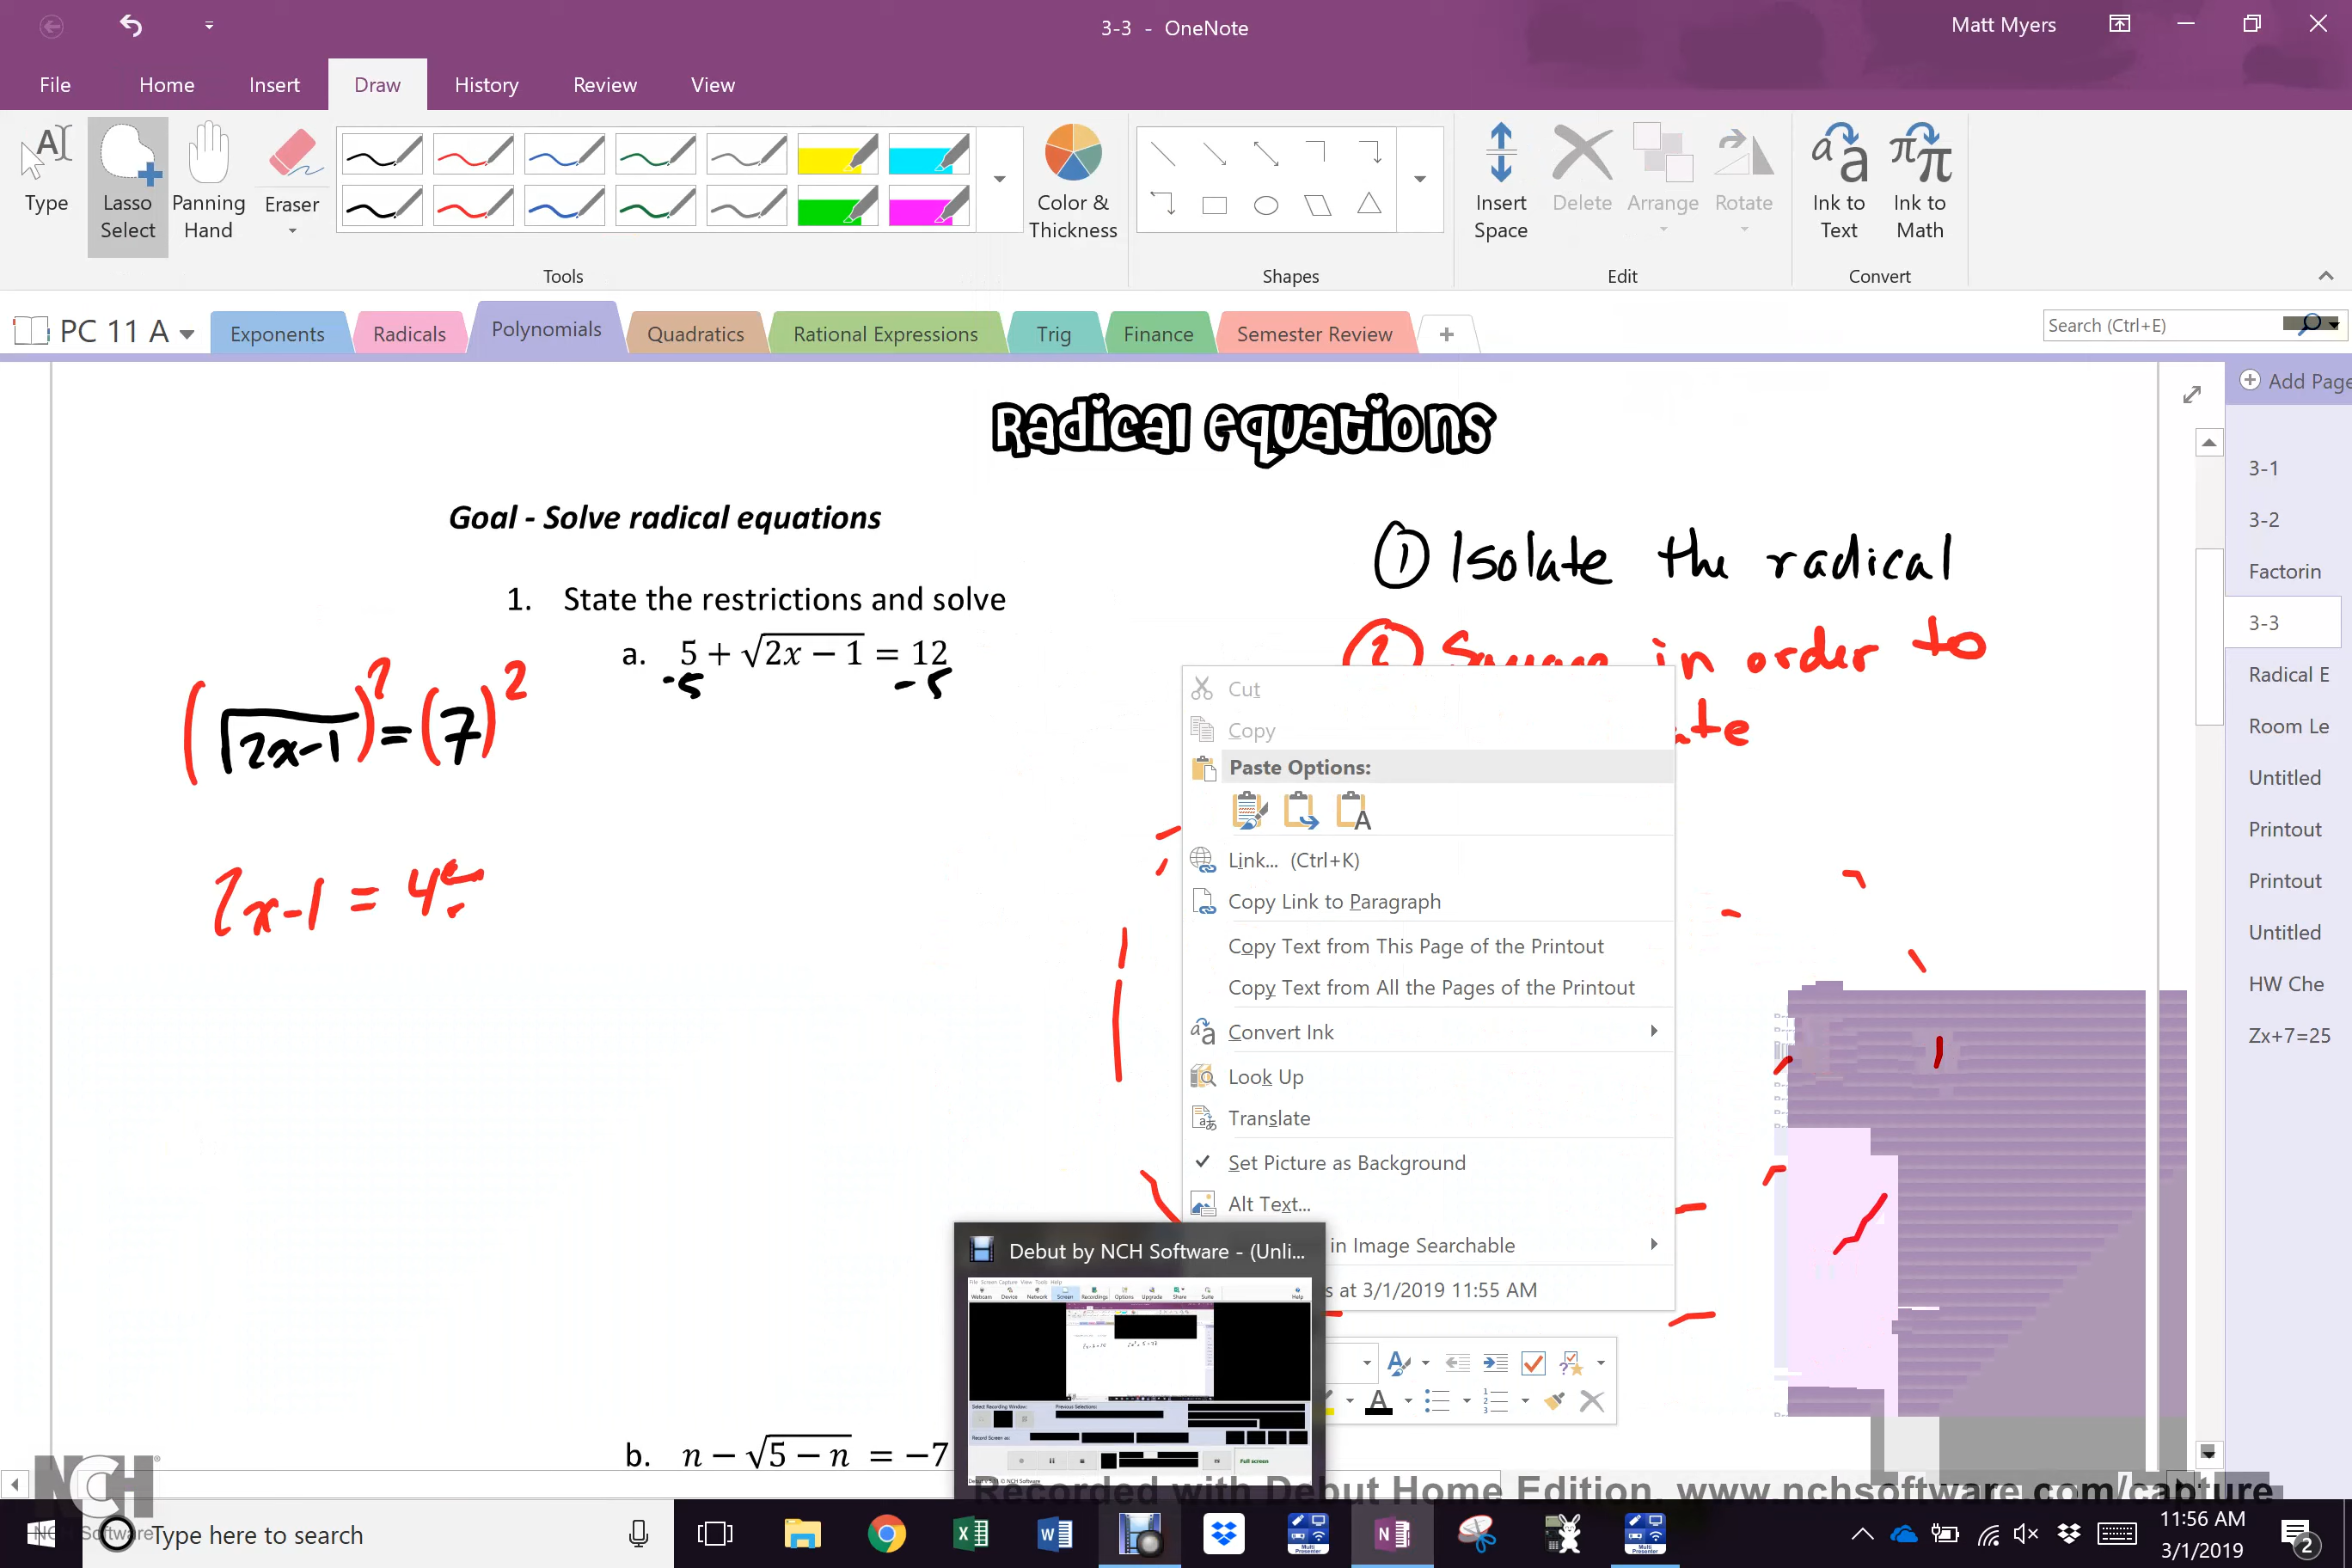 3-3 - OneNote
Matt Myers
File Home Insert Draw History Review View
Type
Lasso Select
Panning Hand
Eraser
Color & Thickness
Insert Space
Delete
Arrange
Rotate
Ink to Text
Ink to Math
Tools
Shapes
Edit
Convert
PC 11 A
Exponents Radicals Polynomials Quadratics Rational Expressions Trig Finance Semester Review +
Search (Ctrl+E)
Add Page
Radical equations
Goal - Solve radical equations
① Isolate the radical
1. State the restrictions and solve
② Square in order to
a. 5 + √(2x − 1) = 12
-5 -5
(√(2x-1))² = (7)²
2x-1 = 49
Cut
Copy
Paste Options:
Link... (Ctrl+K)
Copy Link to Paragraph
Copy Text from This Page of the Printout
Copy Text from All the Pages of the Printout
Convert Ink
Look Up
Translate
Set Picture as Background
Alt Text...
in Image Searchable
s at 3/1/2019 11:55 AM
3-1
3-2
Factorin
3-3
Radical E
Room Le
Untitled
Printout
Printout
Untitled
HW Che
Zx+7=25
Debut by NCH Software - (Unli...
b. n − √(5 − n) = −7
NCH
NCH Software
Recorded with Debut Home Edition. www.nchsoftware.com/capture
Type here to search
11:56 AM
3/1/2019
2